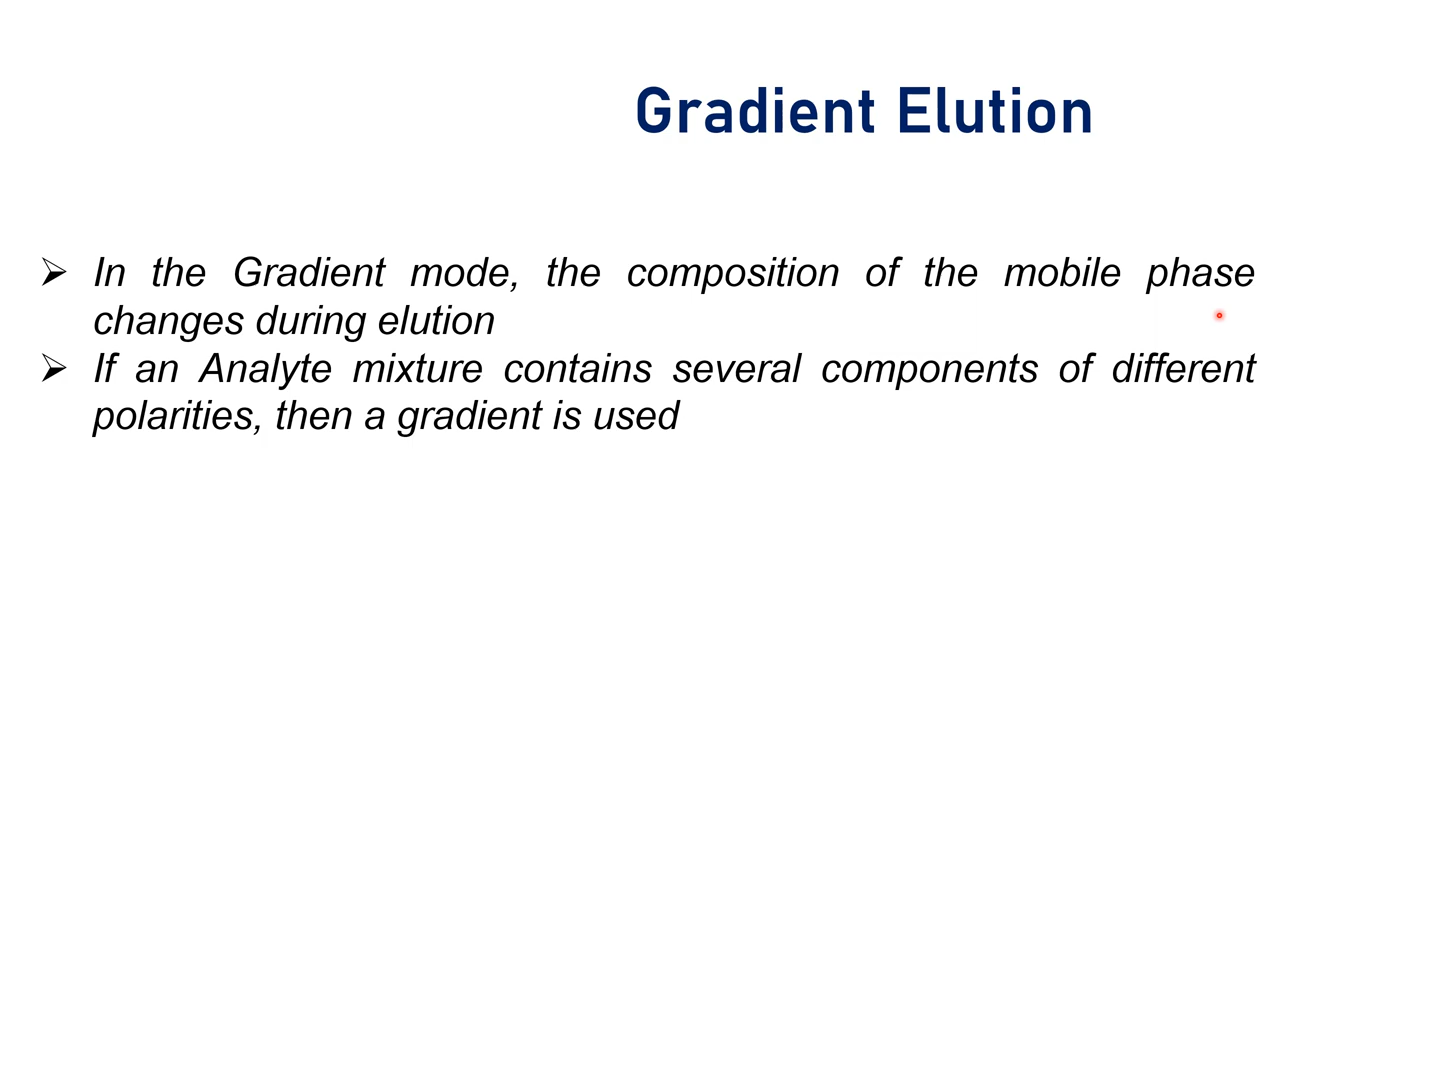 Gradient Elution
➢ In the Gradient mode, the composition of the mobile phase
changes during elution
➢ If an Analyte mixture contains several components of different
polarities, then a gradient is used